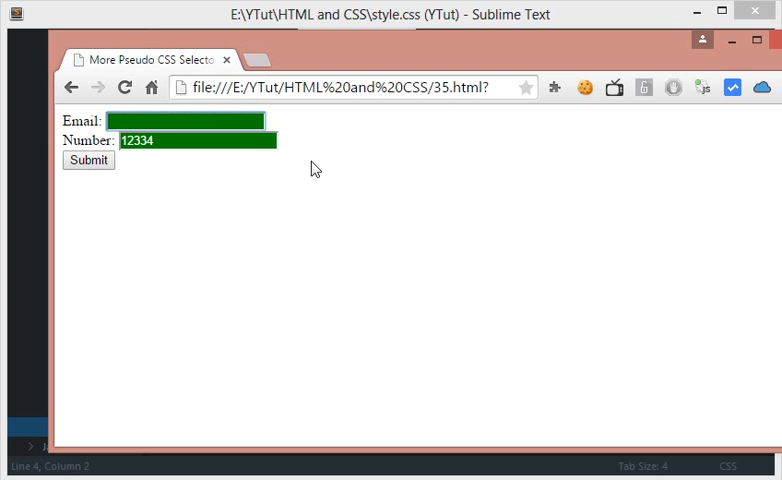 E:\YTut\HTML and CSS\style.css (YTut) - Sublime Text
More Pseudo CSS Selecto
file:///E:/YTut/HTML%20and%20CSS/35.html?
Email:
Number: 12334
Submit
Line 4, Column 2
Tab Size: 4
CSS